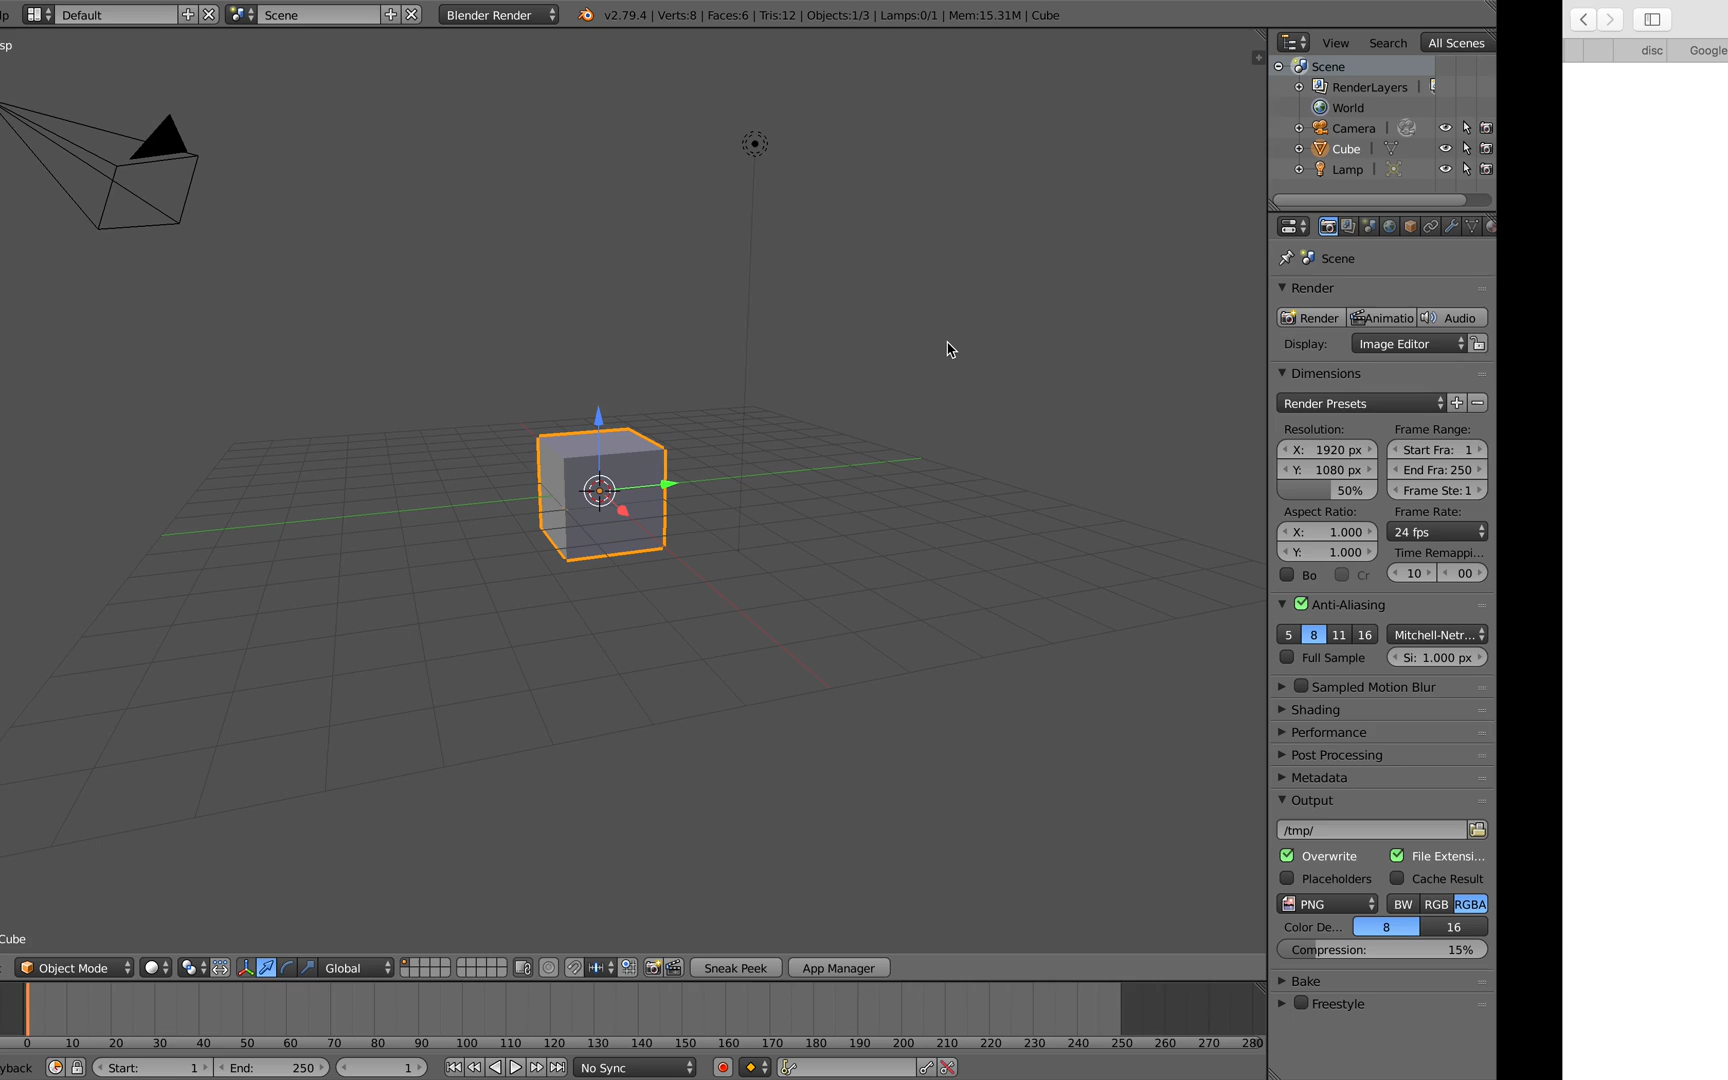 lp Default Scene Blender Render v2.79.4 | Verts:8 | Faces:6 | Tris:12 | Objects:1/3 | Lamps:0/1 | Mem:15.31M | Cube
sp
View Search All Scenes
disc Google
Scene
RenderLayers |
World
Camera |
Cube |
Lamp |
Scene
Render
Render Animatio Audio
Display: Image Editor
Dimensions
Render Presets
Resolution: Frame Range:
X: 1920 px Start Fra: 1
Y: 1080 px End Fra: 250
50% Frame Ste: 1
Aspect Ratio: Frame Rate:
X: 1.000 24 fps
Y: 1.000 Time Remappi...
Bo Cr 10 00
Anti-Aliasing
5 8 11 16 Mitchell-Netr...
Full Sample Si: 1.000 px
Sampled Motion Blur
Shading
Performance
Post Processing
Metadata
Output
/tmp/
Overwrite File Extensi...
Placeholders Cache Result
PNG BW RGB RGBA
Color De... 8 16
Compression: 15%
Bake
Freestyle
Cube
Object Mode Global Sneak Peek App Manager
0 10 20 30 40 50 60 70 80 90 100 110 120 130 140 150 160 170 180 190 200 210 220 230 240 250 260 270 280
yback Start: 1 End: 250 1 No Sync